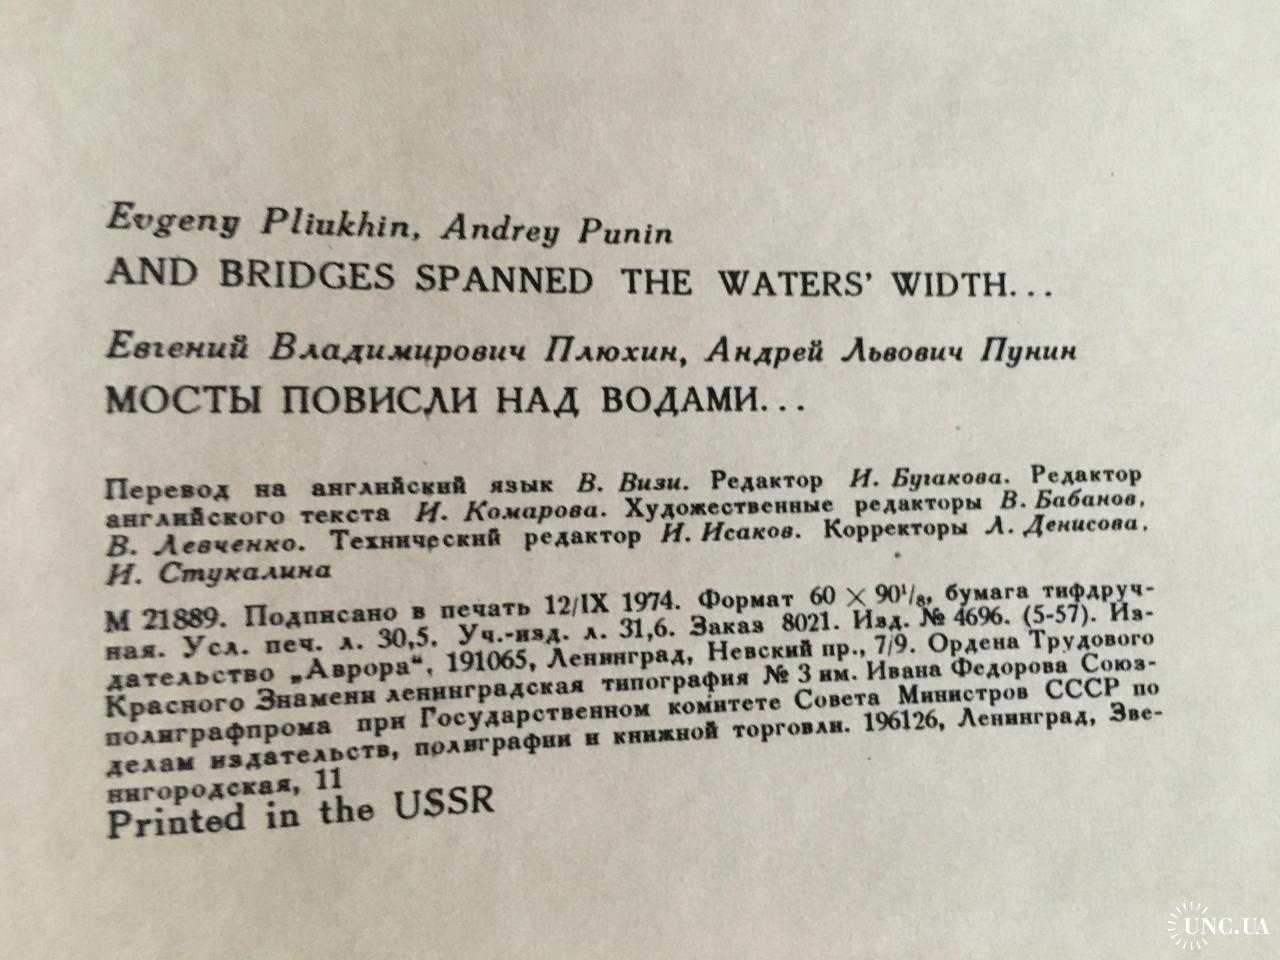 Evgeny Pliukhin, Andrey Punin
AND BRIDGES SPANNED THE WATERS' WIDTH...
Евгений Владимирович Плюхин, Андрей Львович Пунин
МОСТЫ ПОВИСЛИ НАД ВОДАМИ...
Перевод на английский язык В. Визи. Редактор И. Бугакова. Редактор
английского текста И. Комарова. Художественные редакторы В. Бабанов,
В. Левченко. Технический редактор И. Исаков. Корректоры Л. Денисова,
И. Стукалина
М 21889. Подписано в печать 12/IX 1974. Формат 60 × 90¹/₈, бумага тифдруч-
ная. Усл. печ. л. 30,5. Уч.-изд. л. 31,6. Заказ 8021. Изд. № 4696. (5-57). Из-
дательство „Аврора“, 191065, Ленинград, Невский пр., 7/9. Ордена Трудового
Красного Знамени ленинградская типография № 3 им. Ивана Федорова Союз-
полиграфпрома при Государственном комитете Совета Министров СССР по
делам издательств, полиграфии и книжной торговли. 196126, Ленинград, Зве-
нигородская, 11
Printed in the USSR
UNC.UA